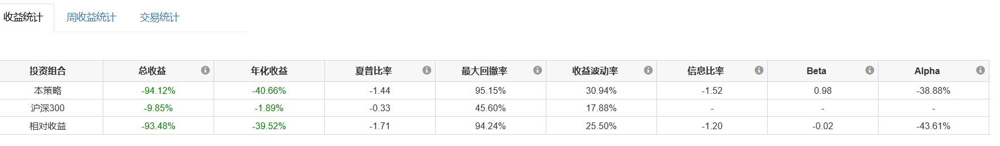 收益统计 周收益统计 交易统计
投资组合 总收益 年化收益 夏普比率 最大回撤率 收益波动率 信息比率 Beta Alpha
本策略 -94.12% -40.66% -1.44 95.15% 30.94% -1.52 0.98 -38.88%
沪深300 -9.85% -1.89% -0.33 45.60% 17.88% - - -
相对收益 -93.48% -39.52% -1.71 94.24% 25.50% -1.20 -0.02 -43.61%